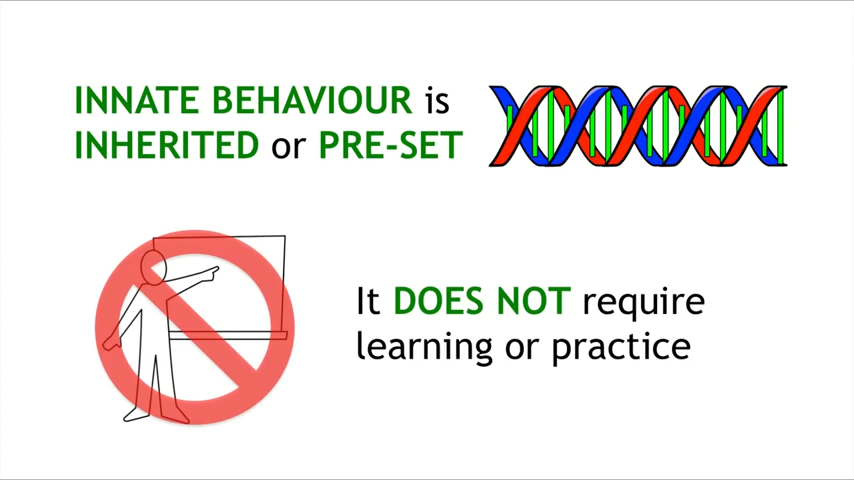 INNATE BEHAVIOUR is
INHERITED or PRE-SET
It DOES NOT require
learning or practice